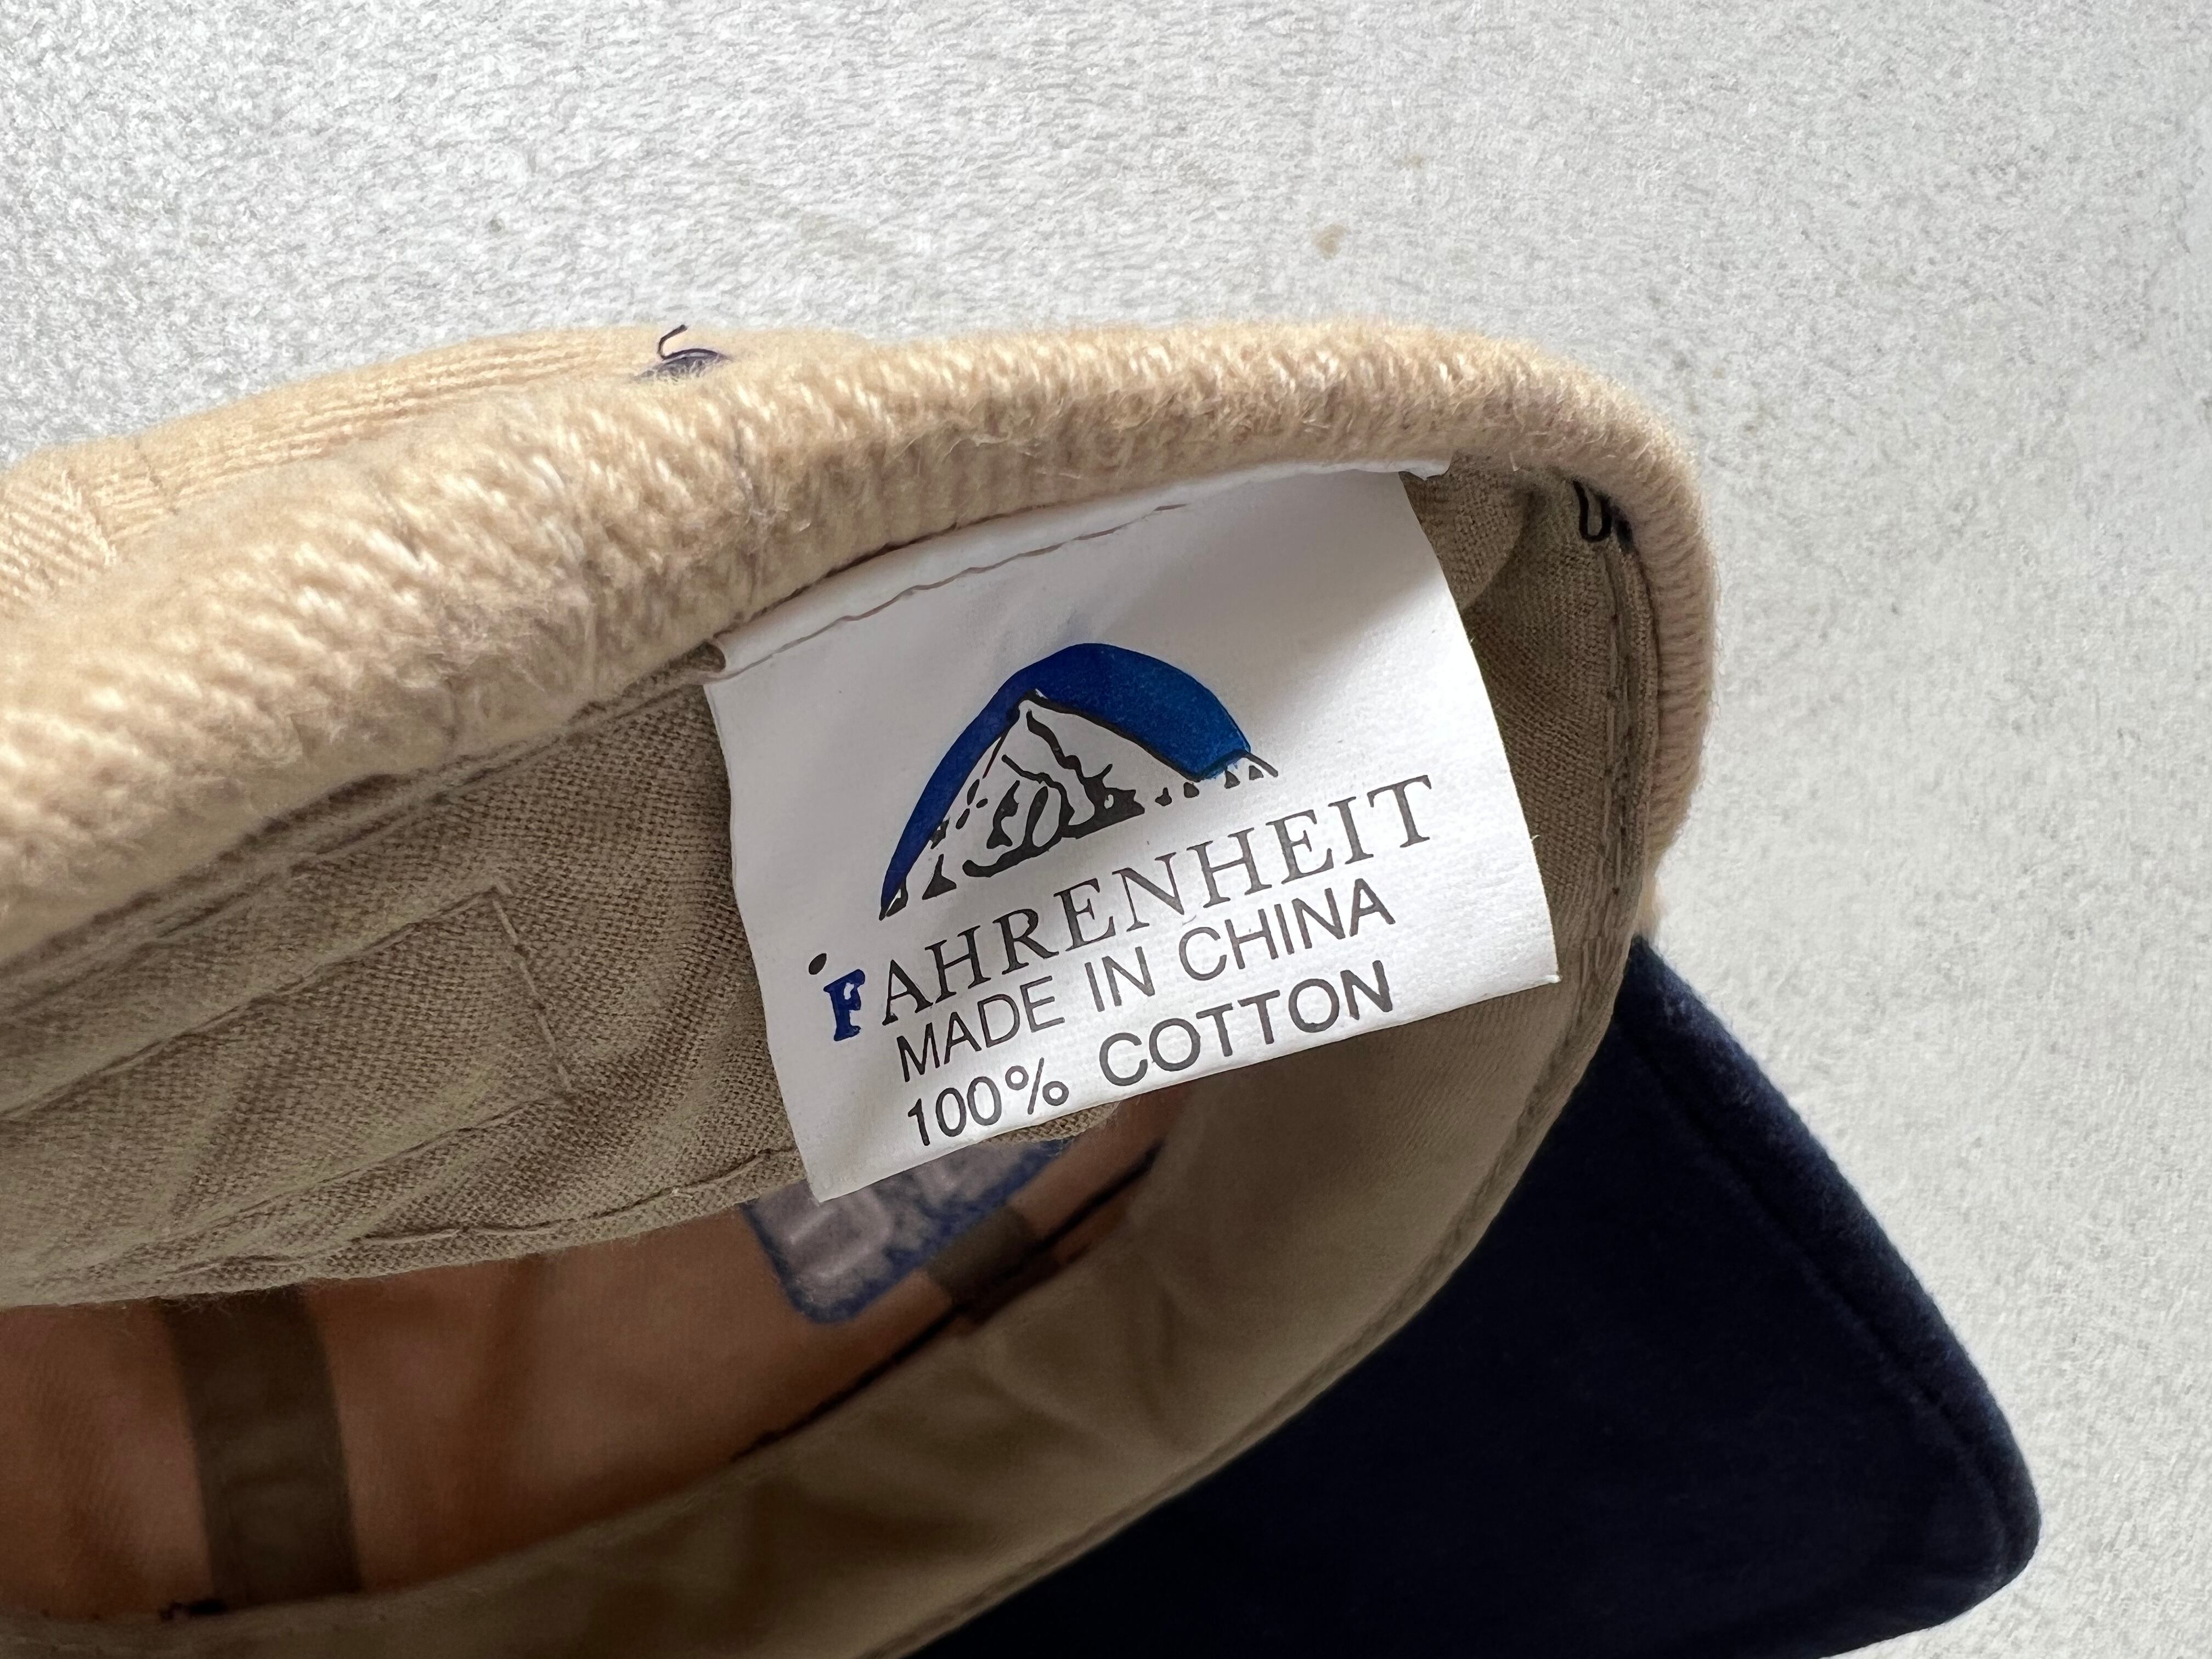 °FAHRENHEIT
MADE IN CHINA
100% COTTON